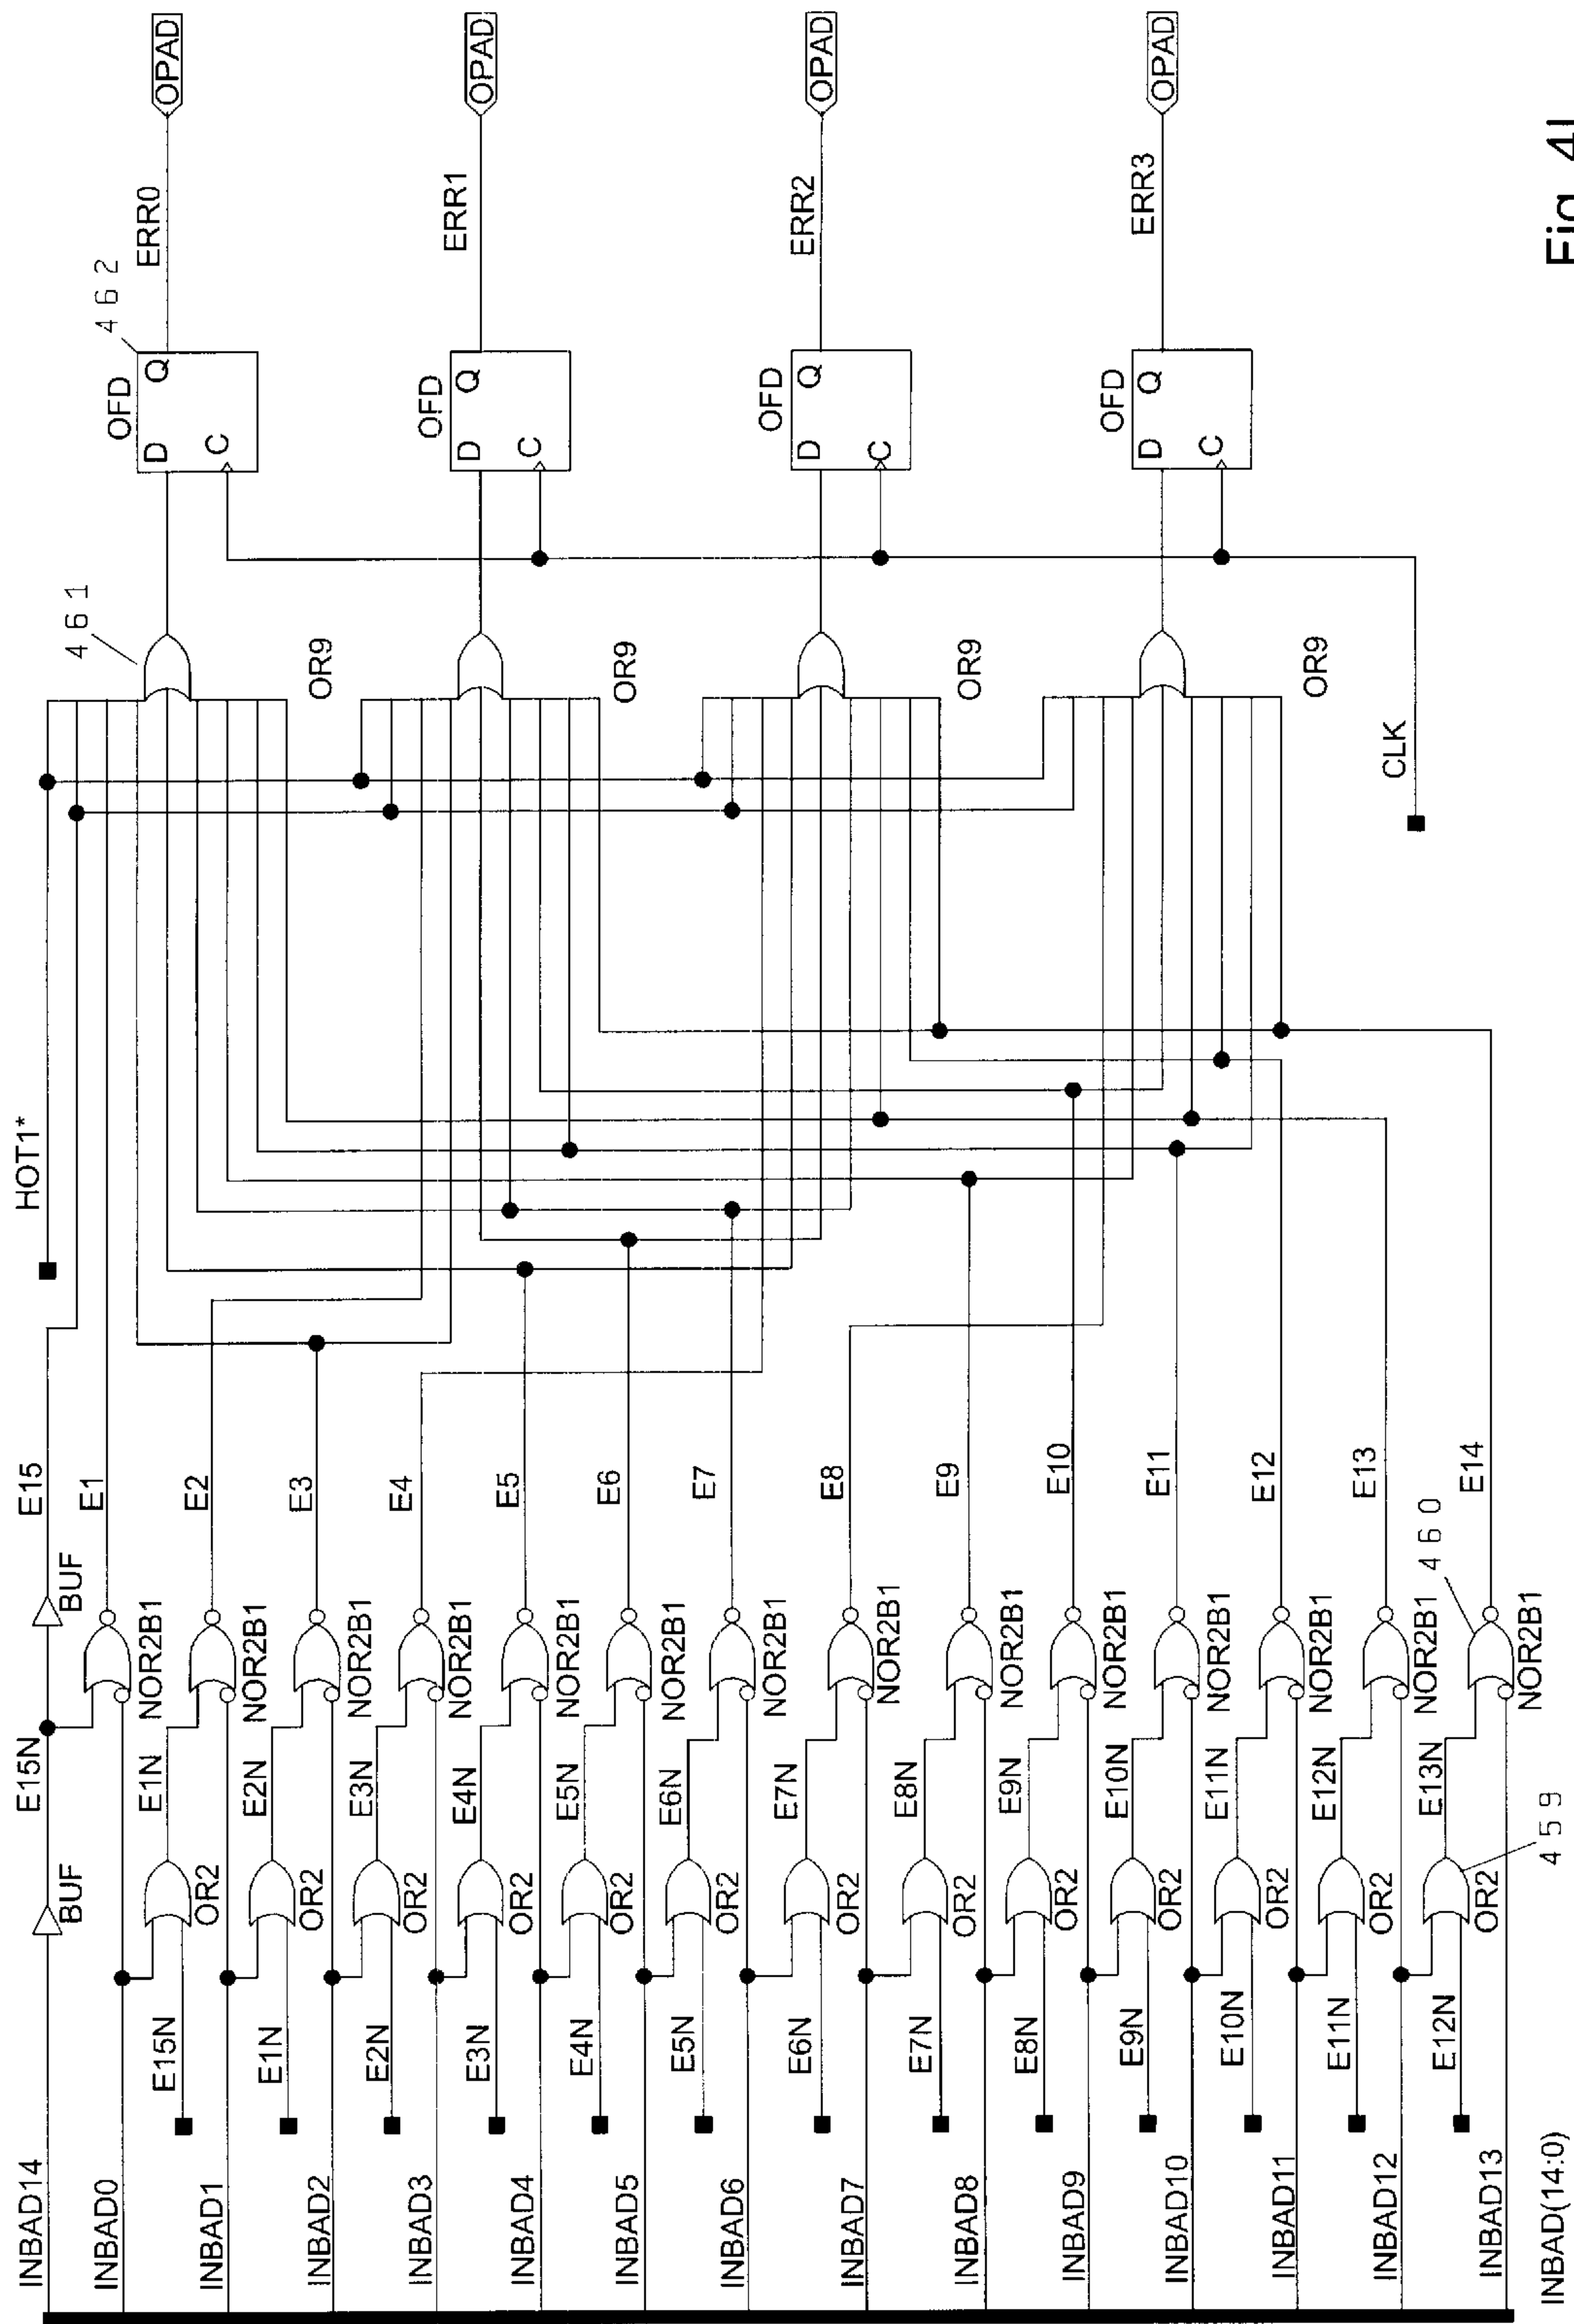 INBAD14
E15N
BUF
BUF
E15
HOT1*
INBAD0
E15N
OR2
E1N
NOR2B1
E1
INBAD1
E1N
OR2
E2N
NOR2B1
E2
INBAD2
E2N
OR2
E3N
NOR2B1
E3
INBAD3
E3N
OR2
E4N
NOR2B1
E4
INBAD4
E4N
OR2
E5N
NOR2B1
E5
INBAD5
E5N
OR2
E6N
NOR2B1
E6
INBAD6
E6N
OR2
E7N
NOR2B1
E7
INBAD7
E7N
OR2
E8N
NOR2B1
E8
INBAD8
E8N
OR2
E9N
NOR2B1
E9
INBAD9
E9N
OR2
E10N
NOR2B1
E10
INBAD10
E10N
OR2
E11N
NOR2B1
E11
INBAD11
E11N
OR2
E12N
NOR2B1
E12
INBAD12
E12N
OR2
E13N
NOR2B1
E13
INBAD13
459
460
NOR2B1
E14
INBAD(14:0)
461
OR9
OFD
D
Q
C
462
ERR0
OPAD
OR9
OFD
D
Q
C
ERR1
OPAD
OR9
OFD
D
Q
C
ERR2
OPAD
OR9
OFD
D
Q
C
ERR3
OPAD
CLK